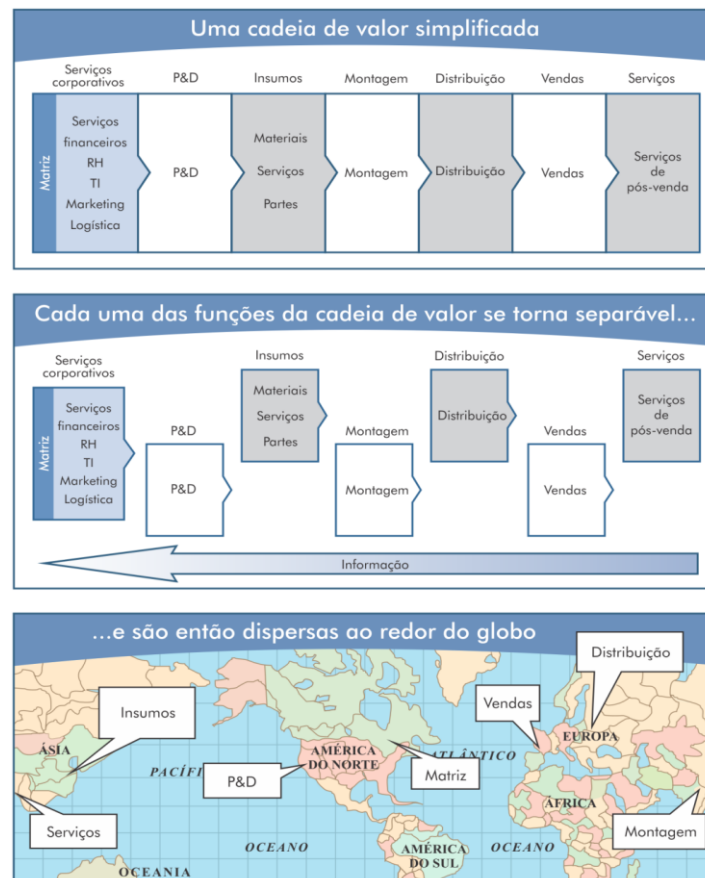 Uma cadeia de valor simplificada
Serviços
corporativos
P&D
Insumos
Montagem
Distribuição
Vendas
Serviços
Matriz
Serviços
financeiros
RH
TI
Marketing
Logística
P&D
Materiais
Serviços
Partes
Montagem
Distribuição
Vendas
Serviços
de
pós-venda
Cada uma das funções da cadeia de valor se torna separável...
Serviços
corporativos
Matriz
Serviços
financeiros
RH
TI
Marketing
Logística
P&D
P&D
Insumos
Materiais
Serviços
Partes
Montagem
Montagem
Distribuição
Distribuição
Vendas
Vendas
Serviços
Serviços
de
pós-venda
Informação
...e são então dispersas ao redor do globo
Distribuição
Vendas
Insumos
EUROPA
ÁSIA
AMÉRICA
DO NORTE
P&D
Matriz
ÁFRICA
Serviços
Montagem
OCEANO
OCEANO
AMÉRICA
DO SUL
OCEANIA